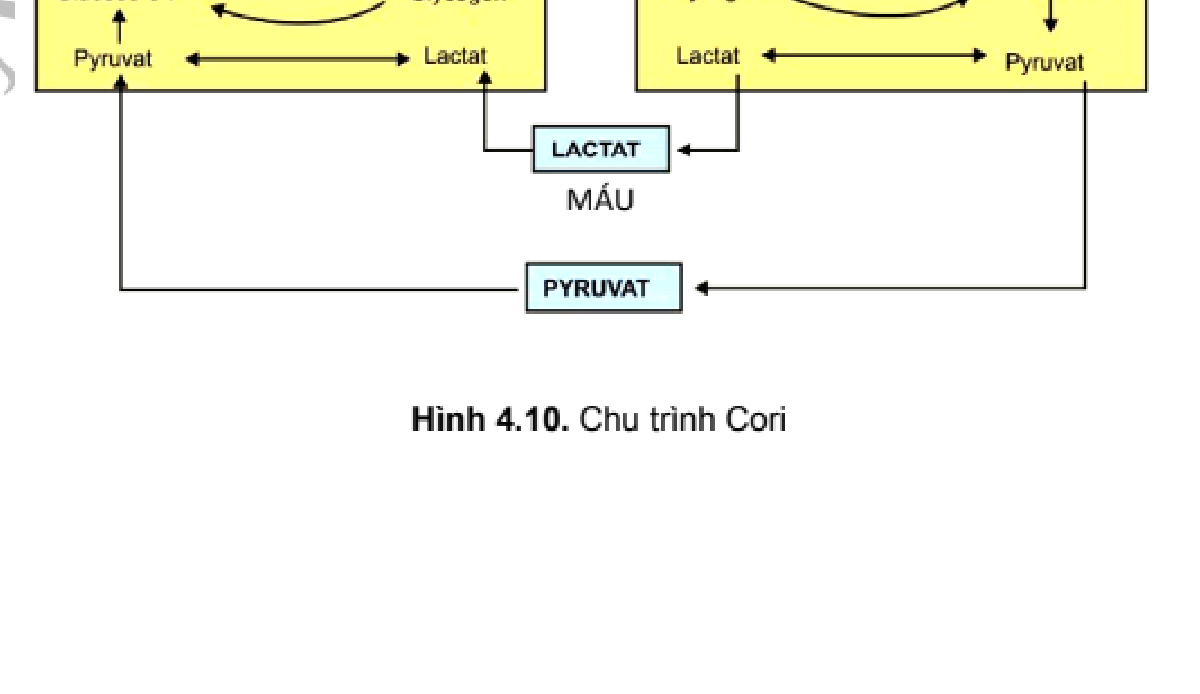 Pyruvat Lactat Lactat Pyruvat
LACTAT
MÁU
PYRUVAT
Hình 4.10. Chu trình Cori